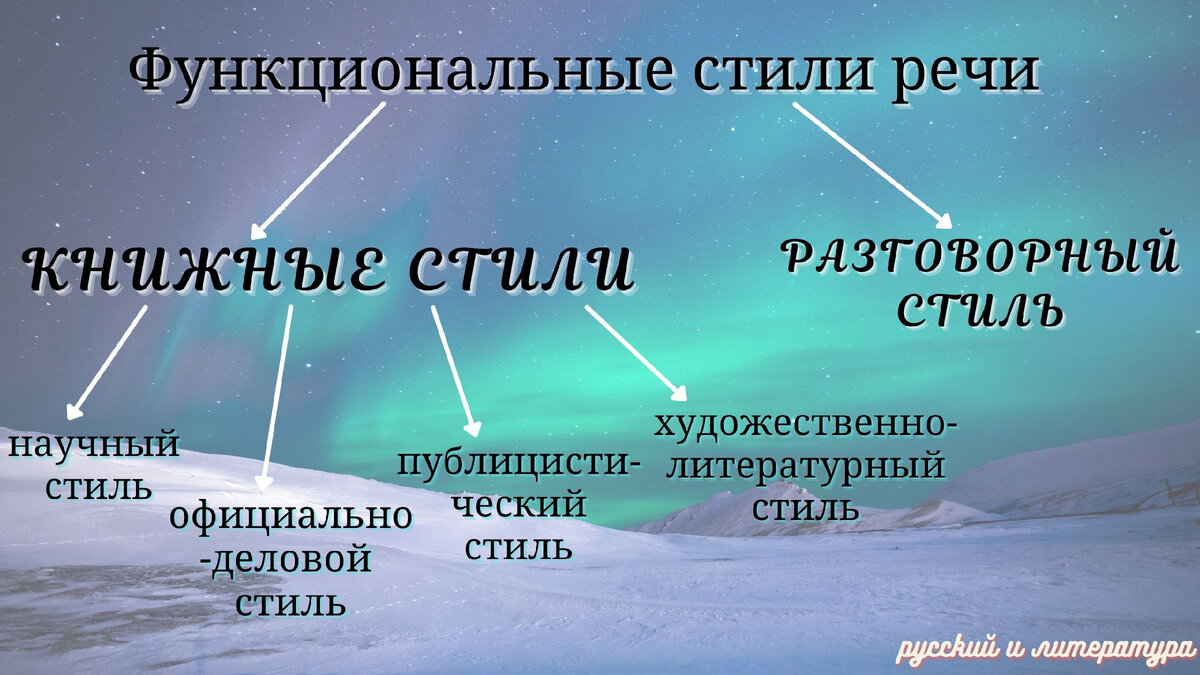 Функциональные стили речи
КНИЖНЫЕ СТИЛИ
РАЗГОВОРНЫЙ
СТИЛЬ
научный
стиль
официально
-деловой
стиль
публицисти-
ческий
стиль
художественно-
литературный
стиль
русский и литература